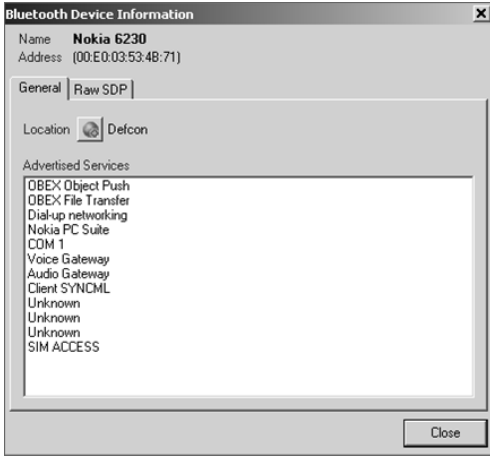 Bluetooth Device Information
Name Nokia 6230
Address (00:E0:03:53:4B:71)
General Raw SDP
Location Defcon
Advertised Services
OBEX Object Push
OBEX File Transfer
Dial-up networking
Nokia PC Suite
COM 1
Voice Gateway
Audio Gateway
Client SYNCML
Unknown
Unknown
Unknown
SIM ACCESS
Close